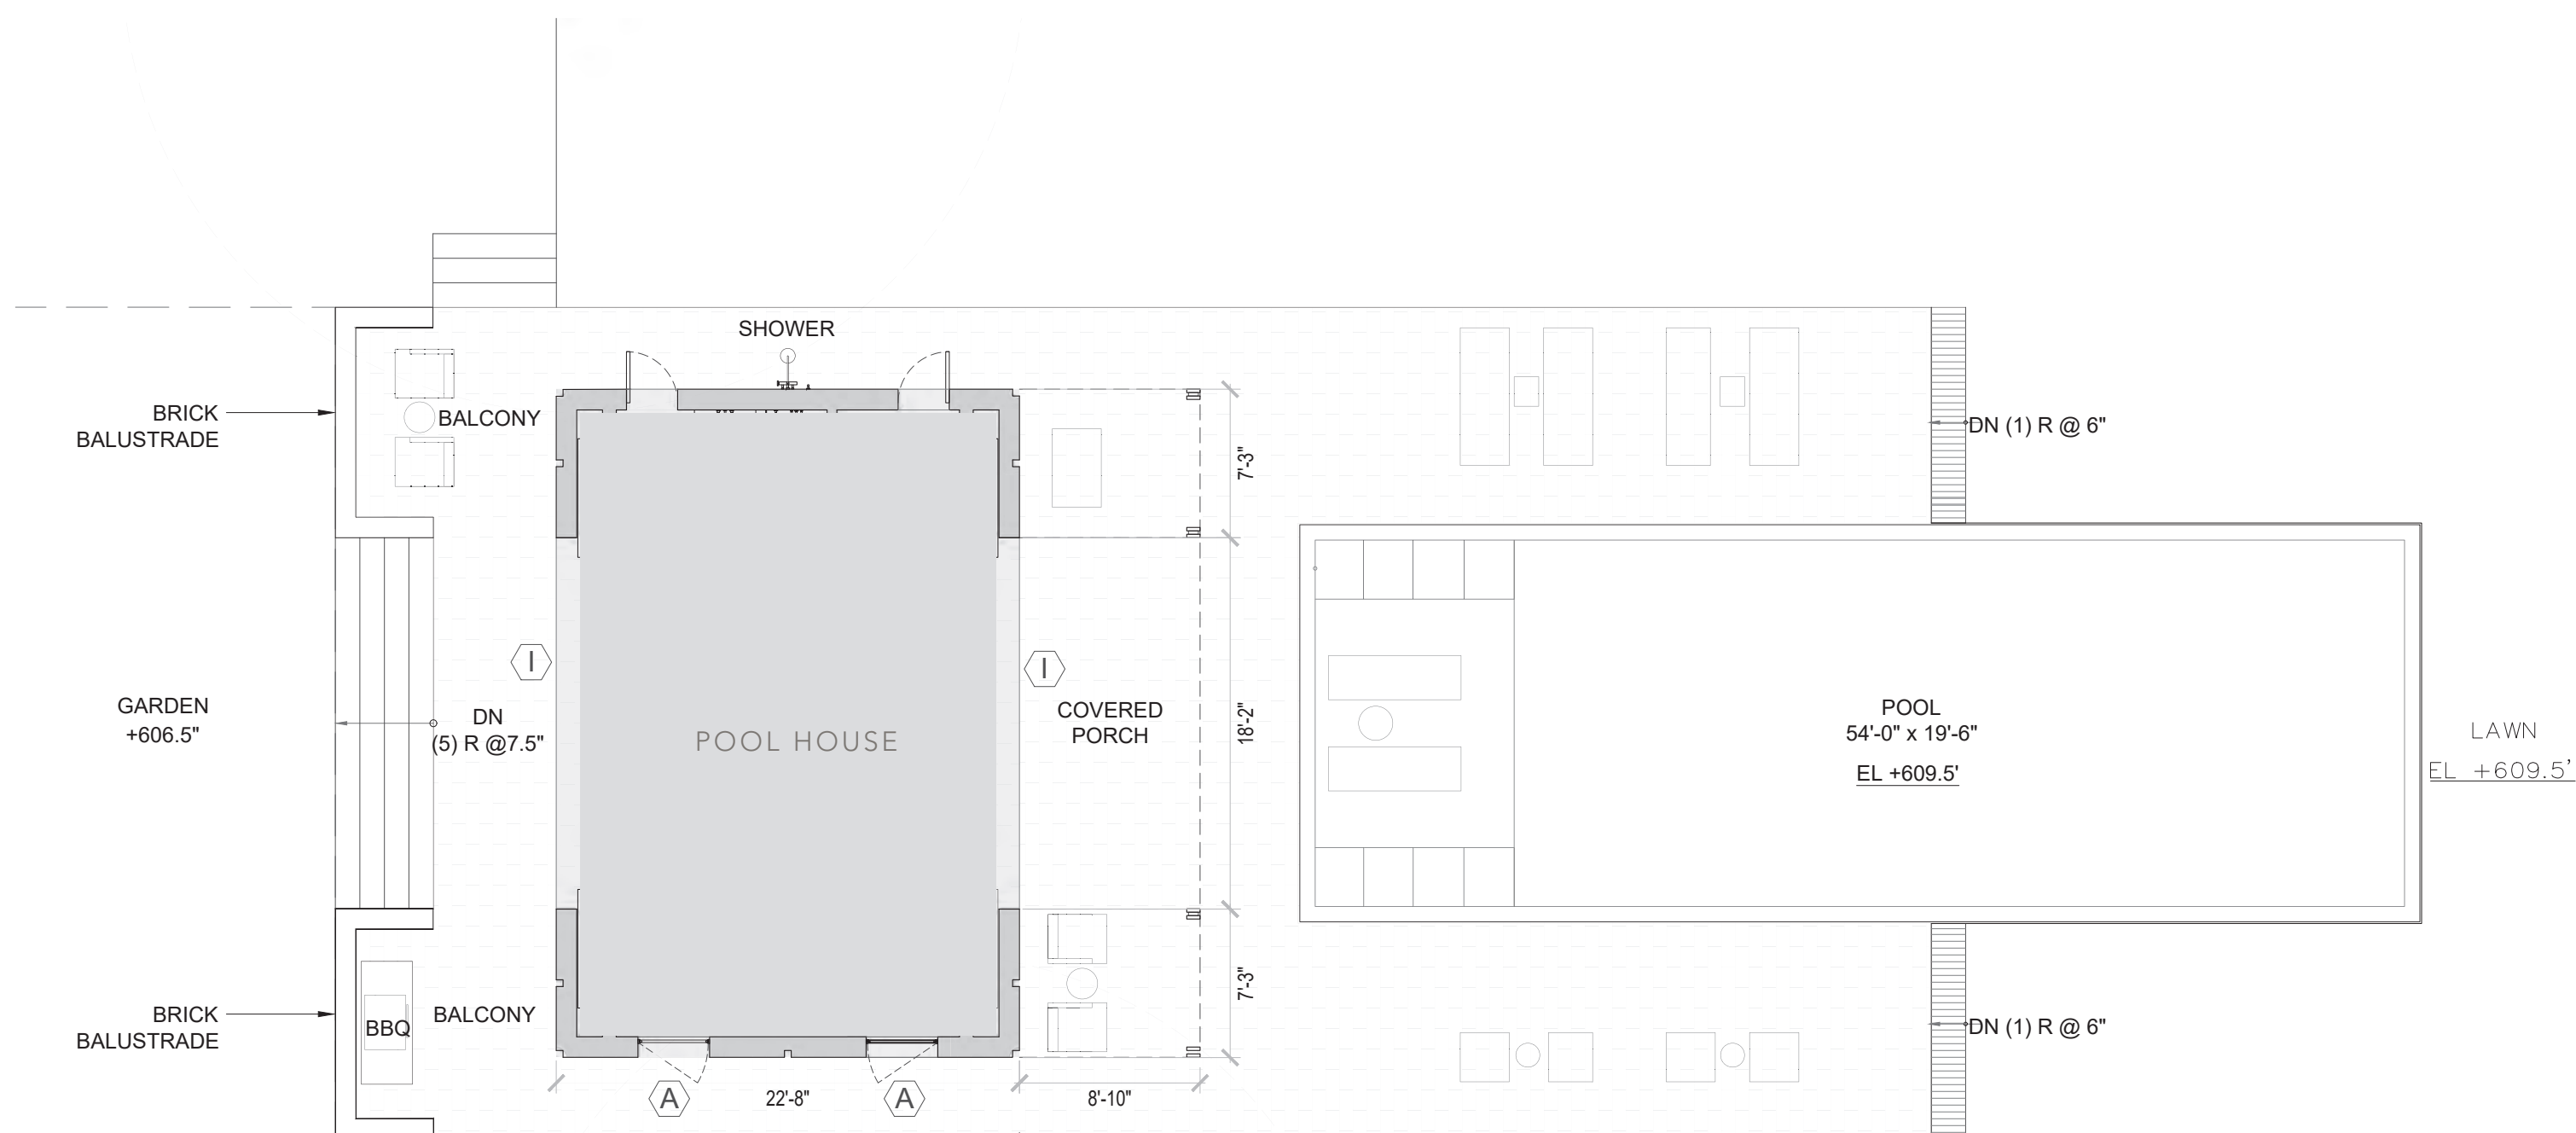 SHOWER
BRICK
BALUSTRADE
BALCONY
7'-3"
DN (1) R @ 6"
I
I
GARDEN
+606.5"
DN
(5) R @7.5"
POOL HOUSE
COVERED
PORCH
18'-2"
POOL
54'-0" x 19'-6"
EL +609.5'
LAWN
EL +609.5'
BRICK
BALUSTRADE
BBQ
BALCONY
7'-3"
DN (1) R @ 6"
A
22'-8"
A
8'-10"